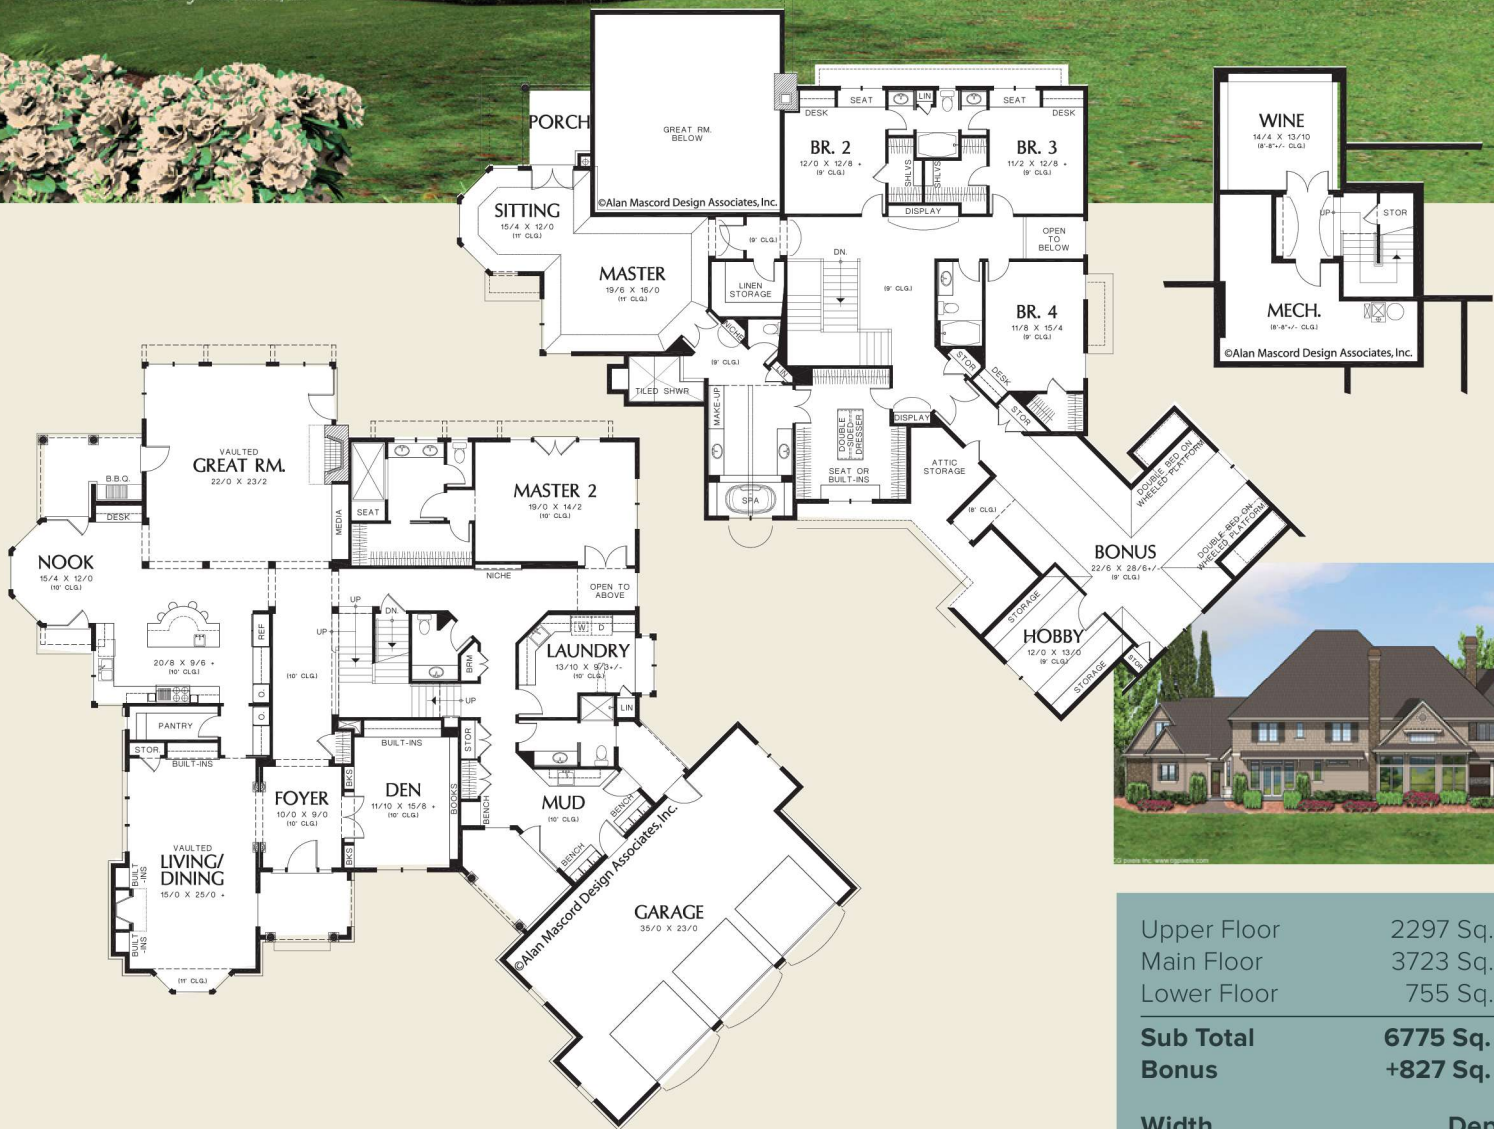 PORCH
GREAT RM.
BELOW
©Alan Mascord Design Associates, Inc.
SITTING
15/4 X 12/0
(11' CLG.)
MASTER
19/6 X 16/0
(11' CLG.)
(9' CLG.)
LINEN
STORAGE
NICHE
(9' CLG.)
TILED SHWR
MAKE-UP
LIN
SPA
DESK
SEAT
LIN
SEAT
DESK
BR. 2
12/0 X 12/8 +
(9' CLG.)
SHLVS
SHLVS
BR. 3
11/2 X 12/8 +
(9' CLG.)
DISPLAY
OPEN
TO
BELOW
DN.
(9' CLG.)
BR. 4
11/8 X 15/4
(9' CLG.)
STOR
DESK
STOR
DISPLAY
DOUBLE
-SIDED-
DRESSER
SEAT OR
BUILT-INS
ATTIC
STORAGE
(8' CLG.)
DOUBLE BED ON
WHEELED PLATFORM
DOUBLE BED ON
WHEELED PLATFORM
BONUS
22/6 X 28/6+/-
(9' CLG.)
STORAGE
HOBBY
12/0 X 13/0
(9' CLG.)
STORAGE
STOR
WINE
14/4 X 13/10
(8'-8"+/- CLG.)
UP
STOR
MECH.
(8'-8"+/- CLG.)
©Alan Mascord Design Associates, Inc.
VAULTED
GREAT RM.
22/0 X 23/2
B.B.Q.
DESK
MEDIA
SEAT
MASTER 2
19/0 X 14/2
(10' CLG.)
NICHE
OPEN TO
ABOVE
NOOK
15/4 X 12/0
(10' CLG.)
REF
20/8 X 9/6 +
(10' CLG.)
O
O
UP
UP
DN.
(10' CLG.)
BRM
UP
W
D
LAUNDRY
13/10 X 9/3+/-
(10' CLG.)
LIN
PANTRY
STOR.
BUILT-INS
BUILT-INS
STOR
BKS
DEN
11/10 X 15/8 +
(10' CLG.)
BOOKS
BENCH
BKS
FOYER
10/0 X 9/0
(10' CLG.)
MUD
(10' CLG.)
BENCH
BENCH
VAULTED
LIVING/
DINING
15/0 X 25/0 +
BUILT
-INS
BUILT
-INS
(11' CLG.)
©Alan Mascord Design Associates, Inc.
GARAGE
35/0 X 23/0
Upper Floor 2297 Sq.
Main Floor 3723 Sq.
Lower Floor 755 Sq.
Sub Total 6775 Sq.
Bonus +827 Sq.
Width Dep